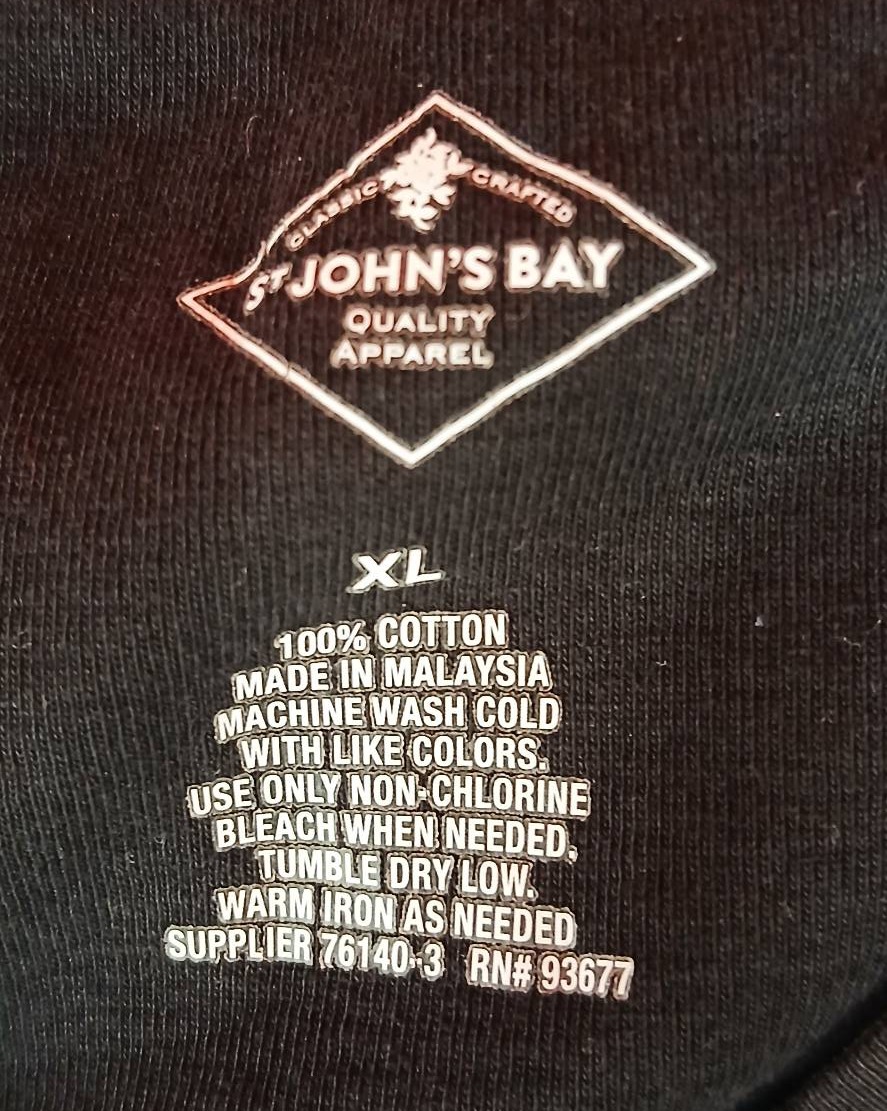 CLASSIC CRAFTED
ST JOHN'S BAY
QUALITY
APPAREL
XL
100% COTTON
MADE IN MALAYSIA
MACHINE WASH COLD
WITH LIKE COLORS.
USE ONLY NON-CHLORINE
BLEACH WHEN NEEDED.
TUMBLE DRY LOW.
WARM IRON AS NEEDED
SUPPLIER 76140-3 RN# 93677